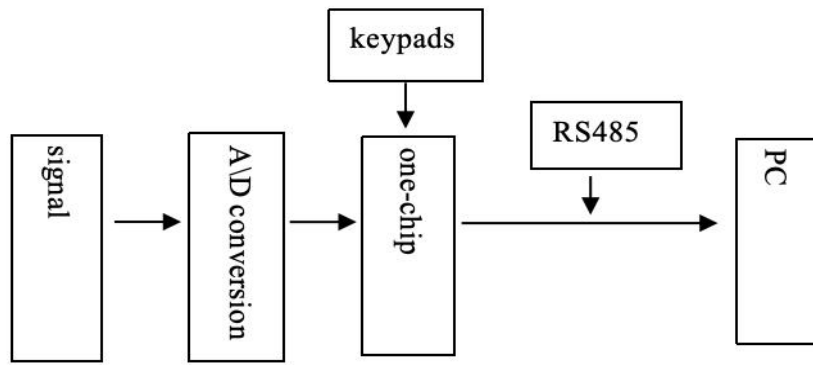 keypads
RS485
signal
A\D conversion
one-chip
PC